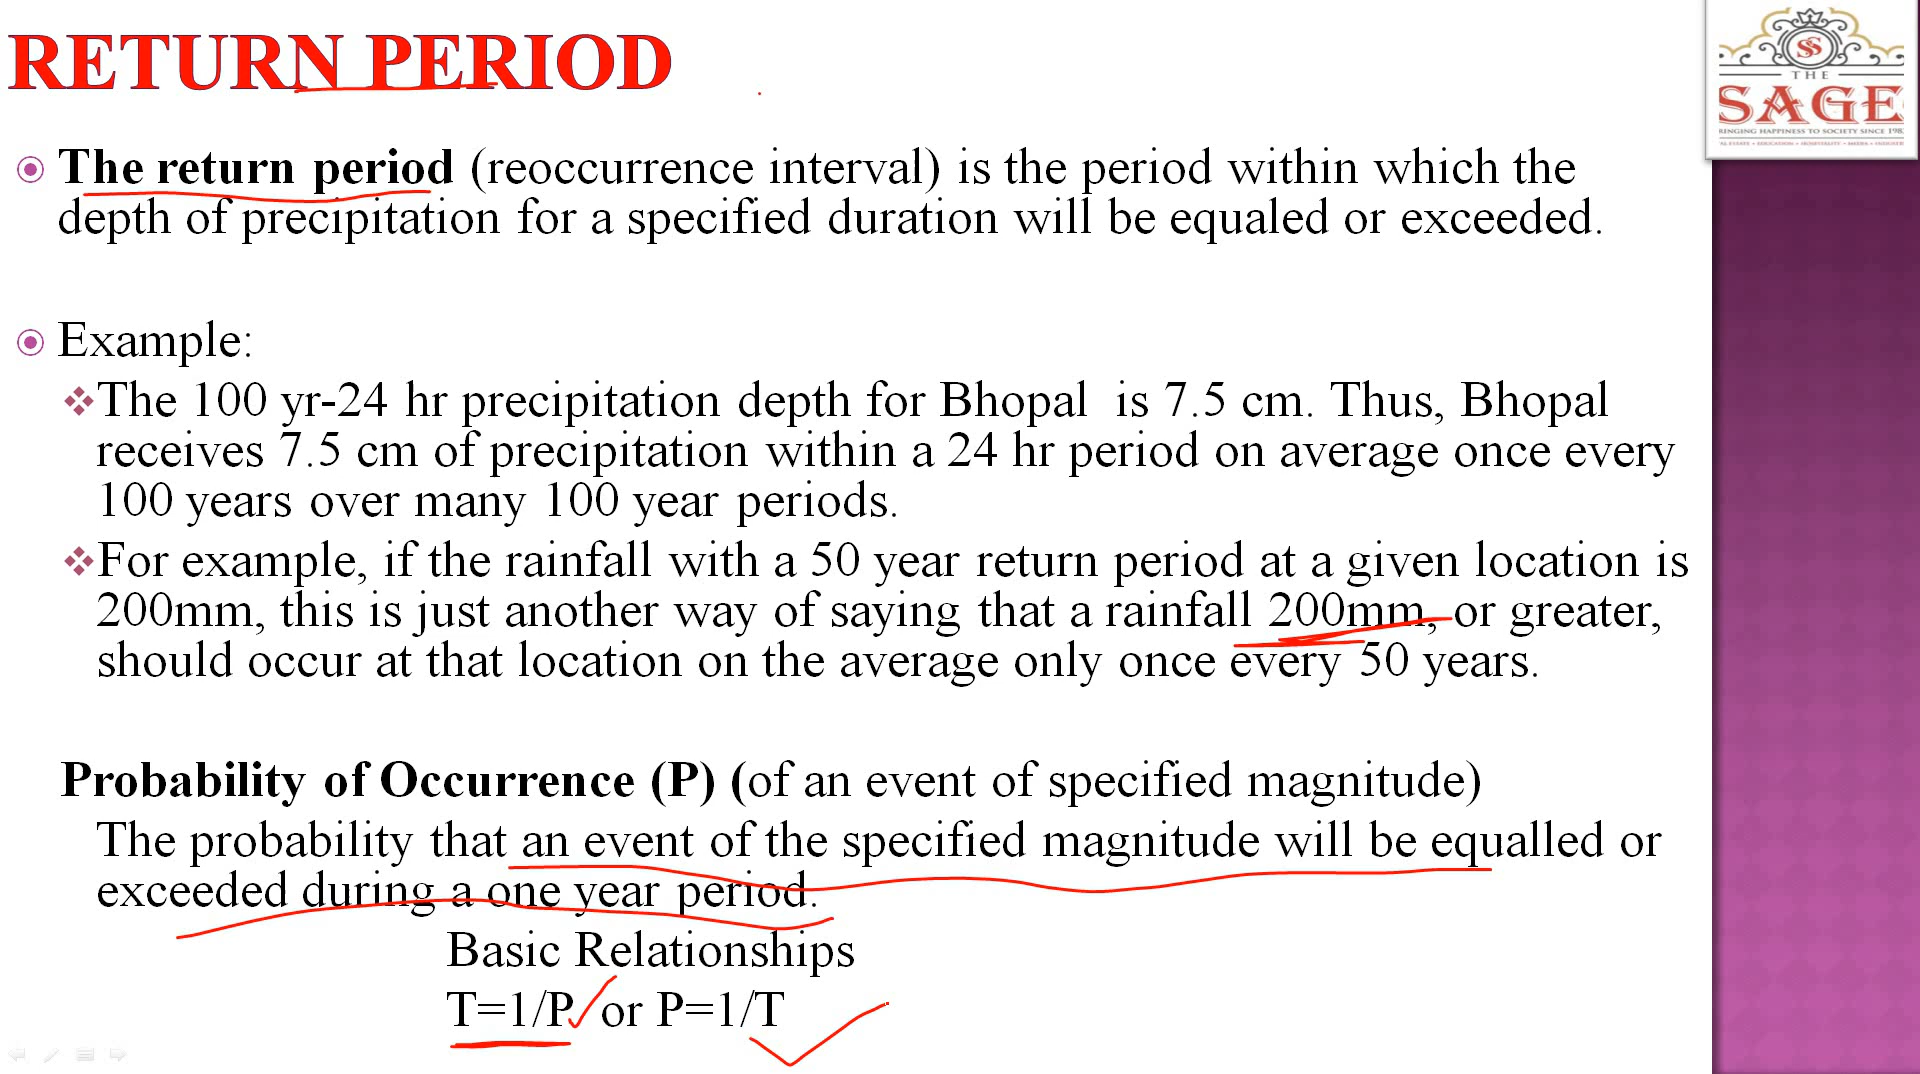 RETURN PERIOD
THE
SAGE
RINGING HAPPINESS TO SOCIETY SINCE 198
The return period (reoccurrence interval) is the period within which the
depth of precipitation for a specified duration will be equaled or exceeded.
Example:
The 100 yr-24 hr precipitation depth for Bhopal is 7.5 cm. Thus, Bhopal
receives 7.5 cm of precipitation within a 24 hr period on average once every
100 years over many 100 year periods.
For example, if the rainfall with a 50 year return period at a given location is
200mm, this is just another way of saying that a rainfall 200mm, or greater,
should occur at that location on the average only once every 50 years.
Probability of Occurrence (P) (of an event of specified magnitude)
The probability that an event of the specified magnitude will be equalled or
exceeded during a one year period.
Basic Relationships
T=1/P or P=1/T